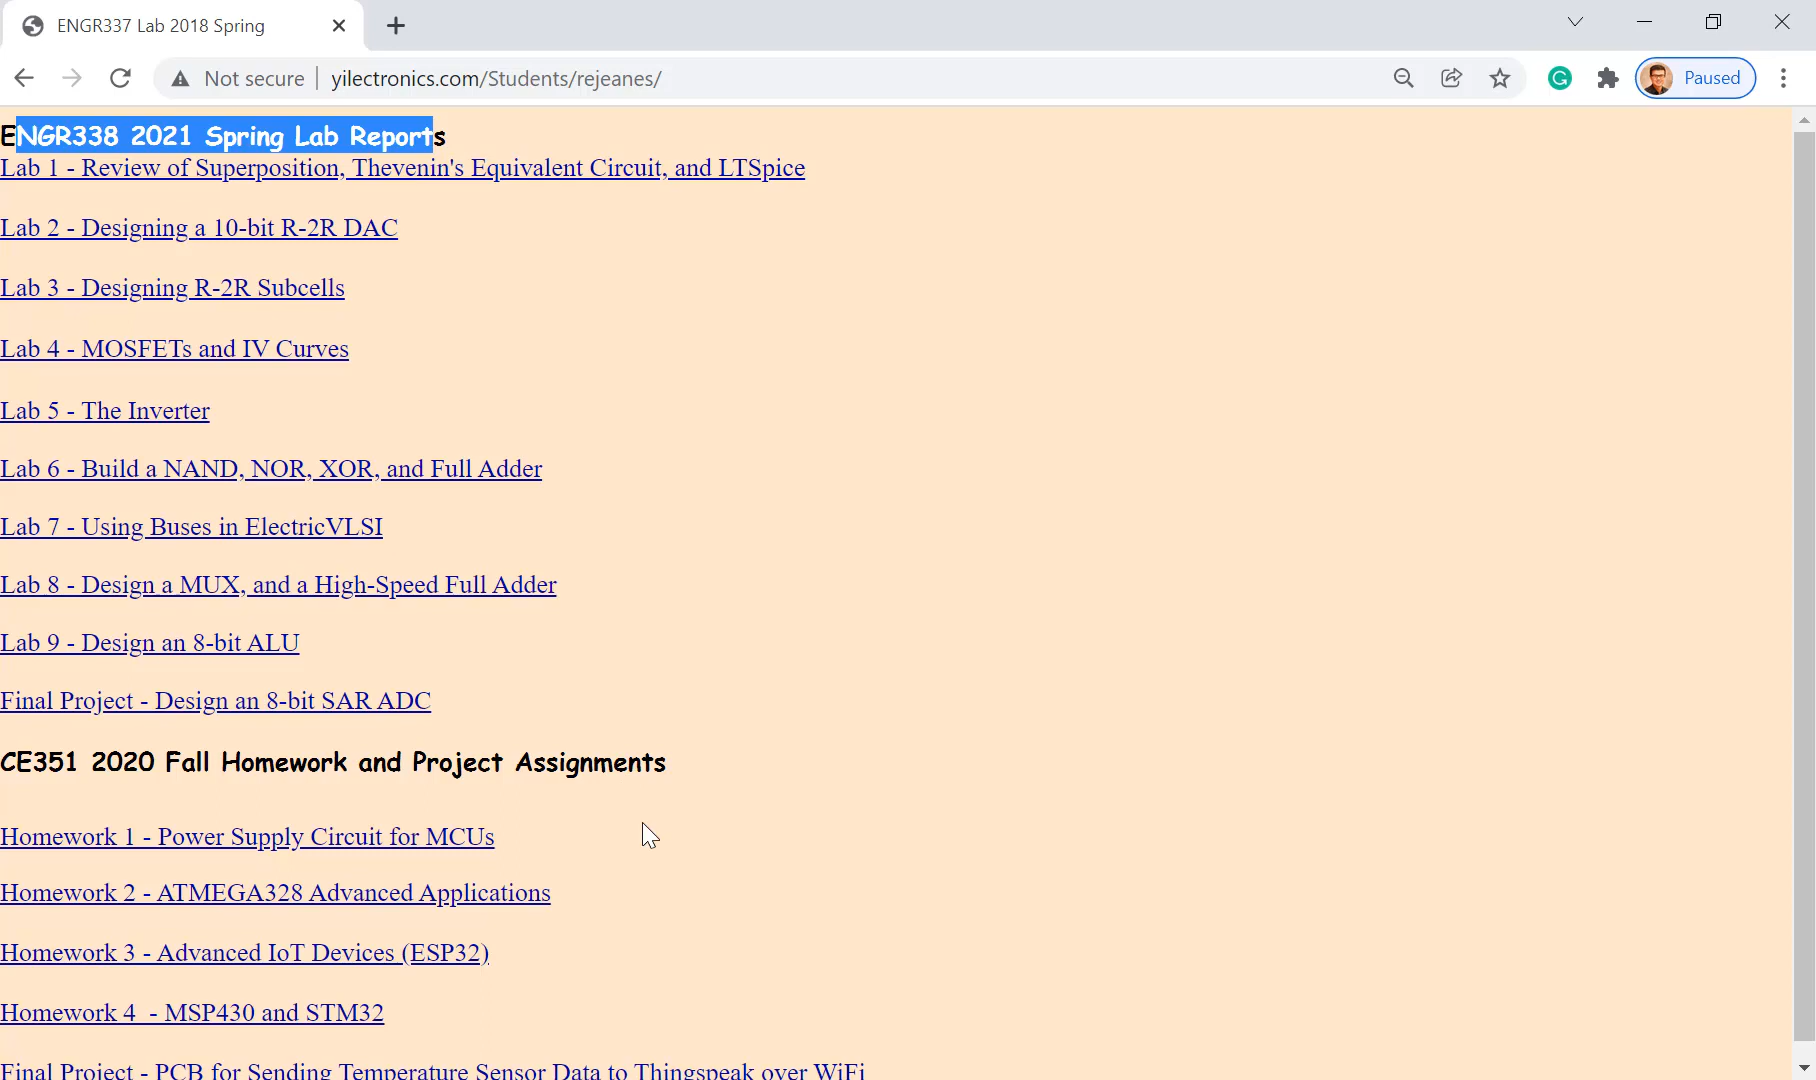 ENGR337 Lab 2018 Spring
Not secure yilectronics.com/Students/rejeanes/ Paused
ENGR338 2021 Spring Lab Reports
Lab 1 - Review of Superposition, Thevenin's Equivalent Circuit, and LTSpice
Lab 2 - Designing a 10-bit R-2R DAC
Lab 3 - Designing R-2R Subcells
Lab 4 - MOSFETs and IV Curves
Lab 5 - The Inverter
Lab 6 - Build a NAND, NOR, XOR, and Full Adder
Lab 7 - Using Buses in ElectricVLSI
Lab 8 - Design a MUX, and a High-Speed Full Adder
Lab 9 - Design an 8-bit ALU
Final Project - Design an 8-bit SAR ADC
CE351 2020 Fall Homework and Project Assignments
Homework 1 - Power Supply Circuit for MCUs
Homework 2 - ATMEGA328 Advanced Applications
Homework 3 - Advanced IoT Devices (ESP32)
Homework 4  - MSP430 and STM32
Final Project - PCB for Sending Temperature Sensor Data to Thingspeak over WiFi